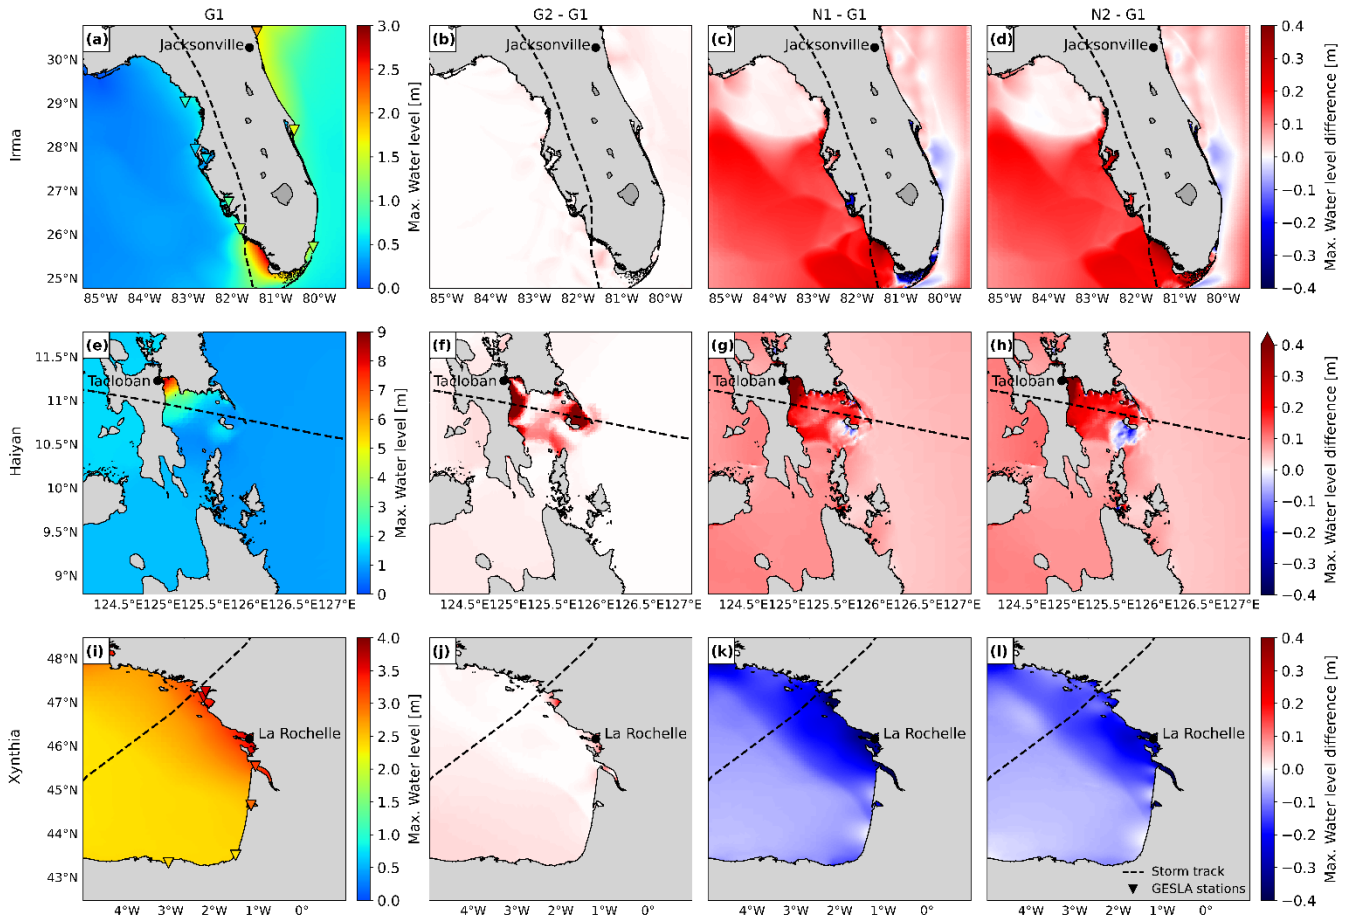 G1
G2 - G1
N1 - G1
N2 - G1
Irma
(a)
Jacksonville
30°N
29°N
28°N
27°N
26°N
25°N
85°W 84°W 83°W 82°W 81°W 80°W
3.0
2.5
2.0
1.5
1.0
0.5
0.0
Max. Water level [m]
(b)
Jacksonville
85°W 84°W 83°W 82°W 81°W 80°W
(c)
Jacksonville
85°W 84°W 83°W 82°W 81°W 80°W
(d)
Jacksonville
85°W 84°W 83°W 82°W 81°W 80°W
0.4
0.3
0.2
0.1
0.0
−0.1
−0.2
−0.3
−0.4
Max. Water level difference [m]
Haiyan
(e)
Tacloban
11.5°N
11°N
10.5°N
10°N
9.5°N
9°N
124.5°E125°E125.5°E126°E126.5°E127°E
9
8
7
6
5
4
3
2
1
0
Max. Water level [m]
(f)
Tacloban
124.5°E125°E125.5°E126°E126.5°E127°E
(g)
Tacloban
124.5°E125°E125.5°E126°E126.5°E127°E
(h)
Tacloban
124.5°E125°E125.5°E126°E126.5°E127°E
0.4
0.3
0.2
0.1
0.0
−0.1
−0.2
−0.3
−0.4
Max. Water level difference [m]
Xynthia
(i)
La Rochelle
48°N
47°N
46°N
45°N
44°N
43°N
4°W 3°W 2°W 1°W 0°
4.0
3.5
3.0
2.5
2.0
1.5
1.0
0.5
0.0
Max. Water level [m]
(j)
La Rochelle
4°W 3°W 2°W 1°W 0°
(k)
La Rochelle
4°W 3°W 2°W 1°W 0°
(l)
La Rochelle
Storm track
GESLA stations
4°W 3°W 2°W 1°W 0°
0.4
0.3
0.2
0.1
0.0
−0.1
−0.2
−0.3
−0.4
Max. Water level difference [m]